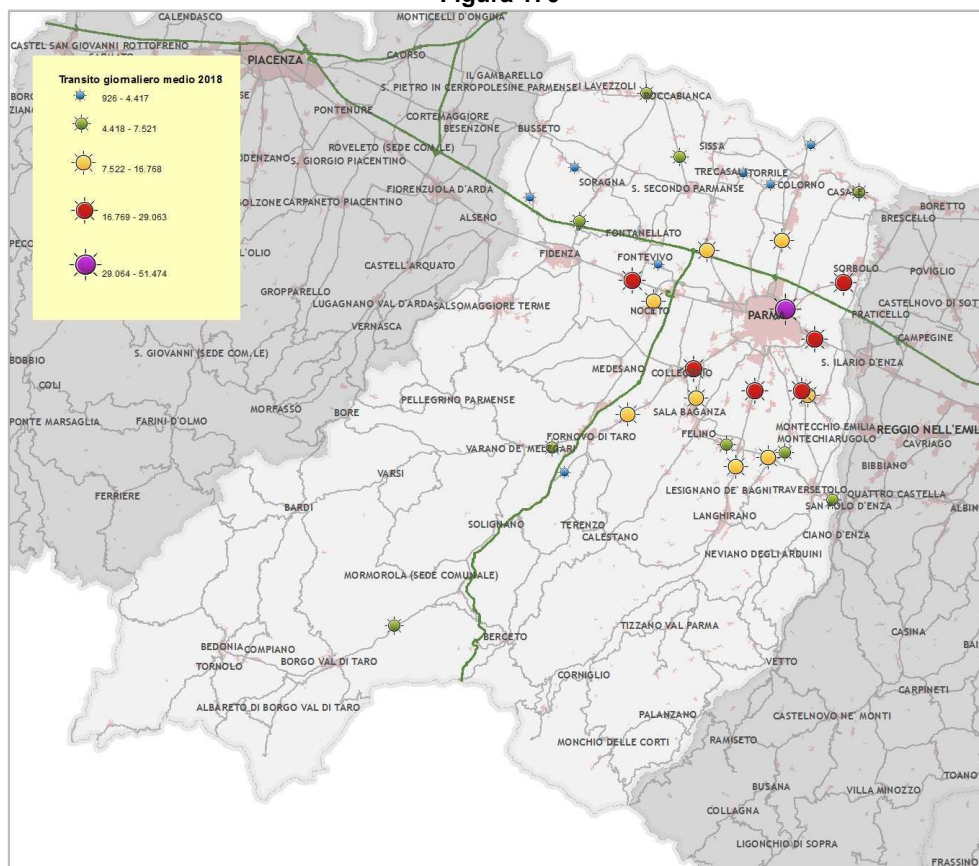 CALENDASCO
MONTICELLI D'ONGINA
CASTEL SAN GIOVANNI ROTTOFRENO
CAORSO
PIACENZA
IL GAMBARELLO
Transito giornaliero medio 2018
926 - 4.417
4.418 - 7.521
7.522 - 16.768
16.769 - 29.063
29.064 - 51.474
S. PIETRO IN CERRO
POLESINE PARMENSE
I LAVEZZOLI
ROCCABIANCA
PONTENURE
CORTEMAGGIORE
BESENZONE
BUSSETO
ROVELETO (SEDE COM,LE)
SISSA
S. GIORGIO PIACENTINO
TRECASALI
TORRILE
SORAGNA
COLORNO
FIORENZUOLA D'ARDA
S. SECONDO PARMANSE
CARPANETO PIACENTINO
BORETTO
ALSENO
BRESCELLO
FONTANELLATO
FIDENZA
FONTEVIVO
CASTELL'ARQUATO
SORBOLO
POVIGLIO
GROPPARELLO
LUGAGNANO VAL D'ARDA
SALSOMAGGIORE TERME
NOCETO
PARMA
PRATICELLO
VERNASCA
CAMPEGINE
S. GIOVANNI (SEDE COM,LE)
BOBBIO
S. ILARIO D'ENZA
MEDESANO
COLLECCHIO
COLI
PELLEGRINO PARMENSE
MORFASSO
BORE
SALA BAGANZA
PONTE MARSAGLIA
FARINI D'OLMO
MONTECCHIO EMILIA
REGGIO NELL'EMIL
FORNOVO DI TARO
FELINO
MONTECHIARUGOLO
CAVRIAGO
VARANO DE' MELEGARI
BIBBIANO
VARSI
FERRIERE
LESIGNANO DE' BAGNI
TRAVERSETOLO
QUATTRO CASTELLA
BARDI
SAN POLO D'ENZA
ALBIN
LANGHIRANO
SOLIGNANO
TERENZO
CALESTANO
CIANO D'ENZA
NEVIANO DEGLI ARDUINI
MORMOROLA (SEDE COMUNALE)
TIZZANO VAL PARMA
CASINA
BERCETO
BEDONIA
COMPIANO
TORNOLO
BORGO VAL DI TARO
VETTO
CORNIGLIO
CARPINETI
ALBARETO DI BORGO VAL DI TARO
PALANZANO
CASTELNOVO NE' MONTI
MONCHIO DELLE CORTI
RAMISETO
TOANO
BUSANA
VILLA MINOZZO
COLLAGNA
LIGONCHIO DI SOPRA
FRASSINO